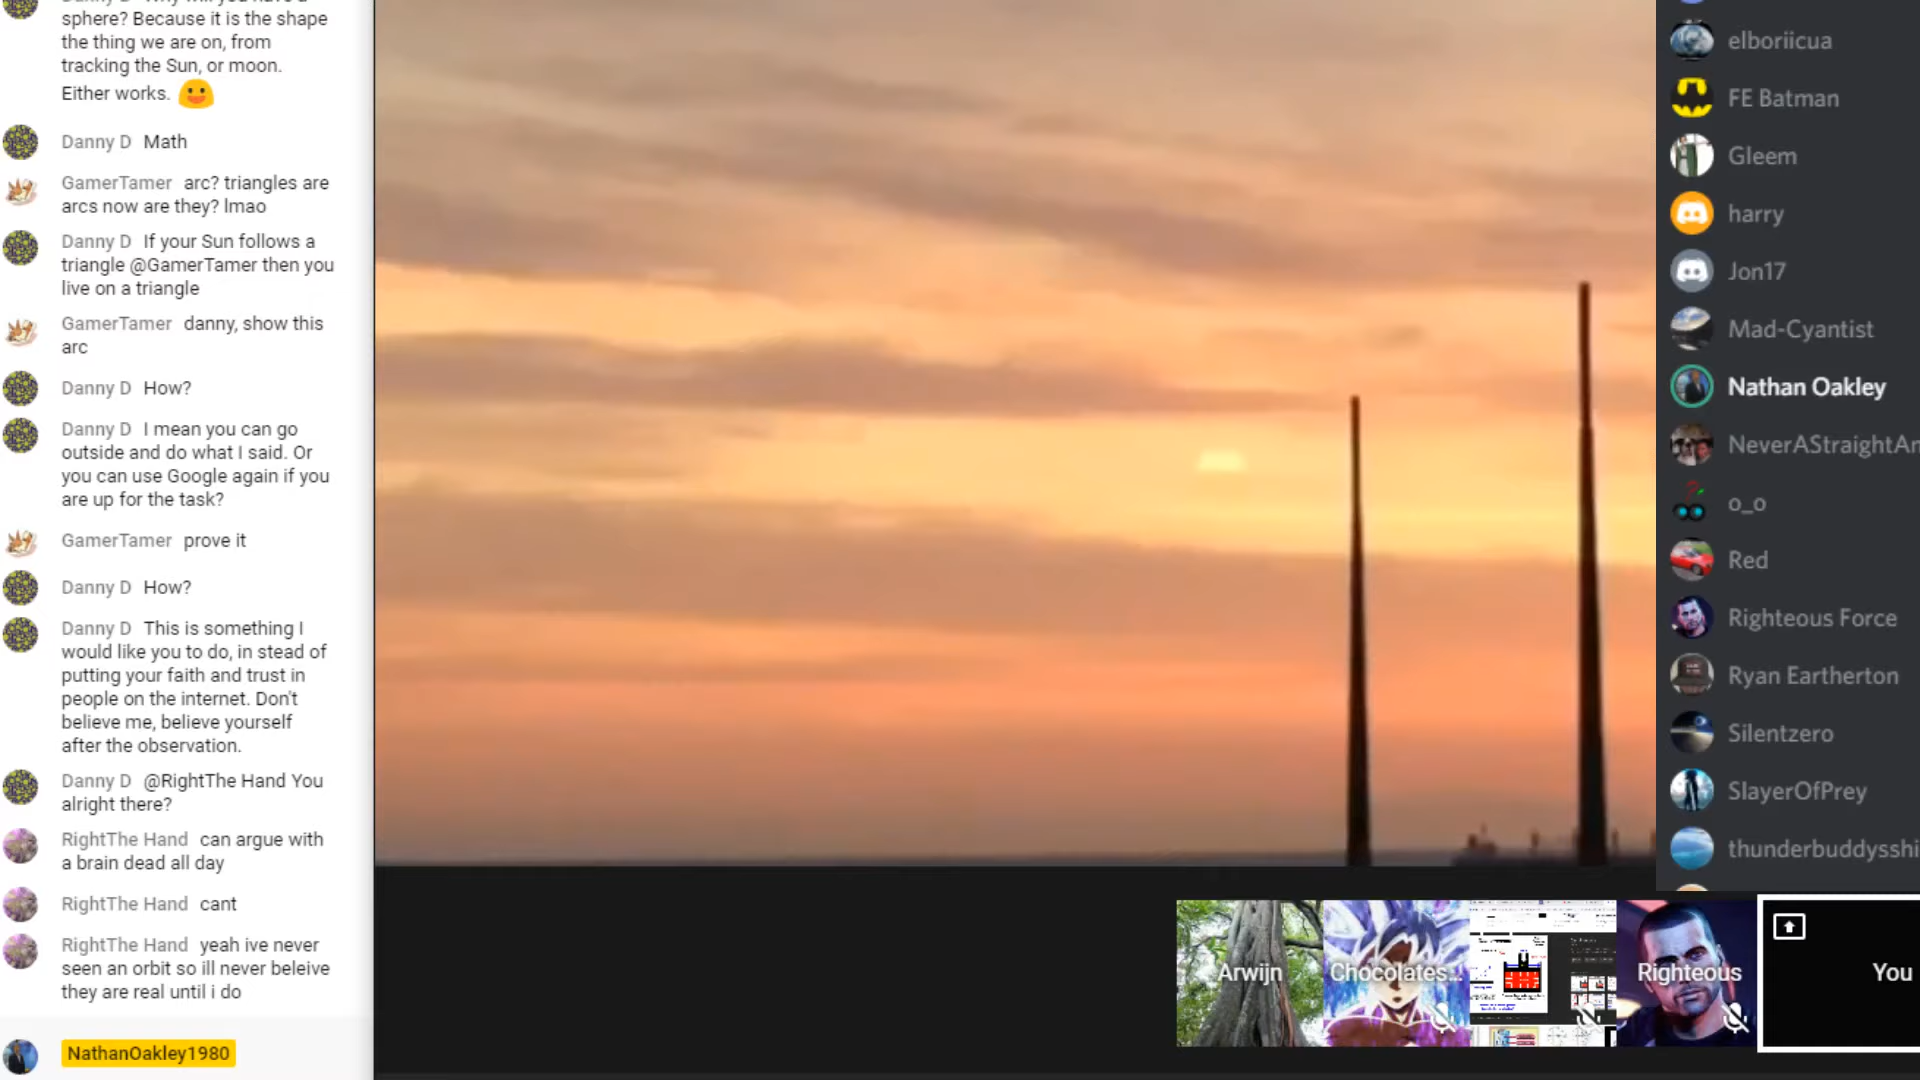 Danny D Why will you have a
sphere? Because it is the shape
the thing we are on, from
tracking the Sun, or moon.
Either works.
Danny D Math
GamerTamer arc? triangles are
arcs now are they? lmao
Danny D If your Sun follows a
triangle @GamerTamer then you
live on a triangle
GamerTamer danny, show this
arc
Danny D How?
Danny D I mean you can go
outside and do what I said. Or
you can use Google again if you
are up for the task?
GamerTamer prove it
Danny D How?
Danny D This is something I
would like you to do, in stead of
putting your faith and trust in
people on the internet. Don't
believe me, believe yourself
after the observation.
Danny D @RightThe Hand You
alright there?
RightThe Hand can argue with
a brain dead all day
RightThe Hand cant
RightThe Hand yeah ive never
seen an orbit so ill never beleive
they are real until i do
NathanOakley1980
elboriicua
FE Batman
Gleem
harry
Jon17
Mad-Cyantist
Nathan Oakley
NeverAStraightAn
o_o
Red
Righteous Force
Ryan Eartherton
Silentzero
SlayerOfPrey
thunderbuddysshi
Arwijn
Chocolates...
Righteous
You